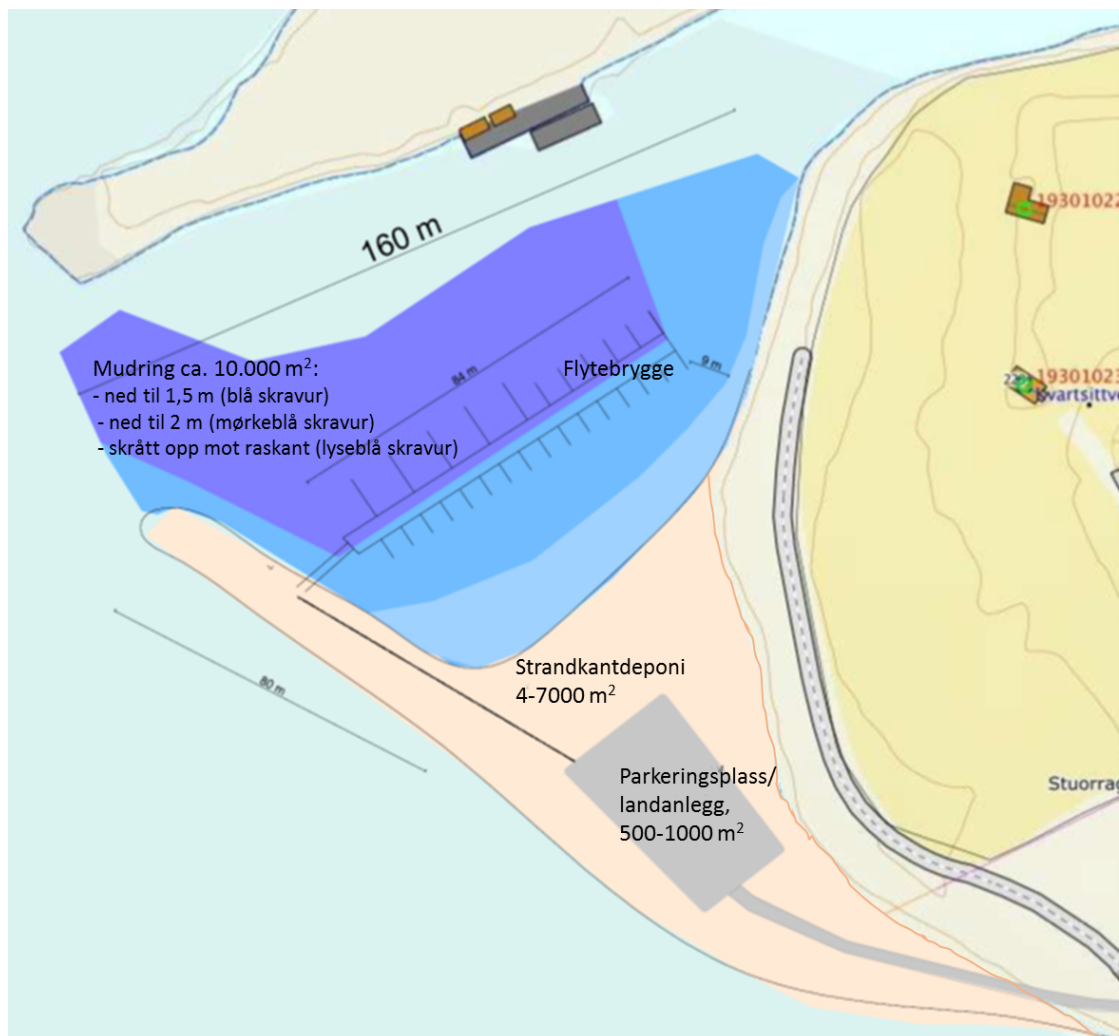 19301022
160 m
Mudring ca. 10.000 m²:
- ned til 1,5 m (blå skravur)
- ned til 2 m (mørkeblå skravur)
- skrått opp mot raskant (lyseblå skravur)
84 m
Flytebrygge
9 m
19301023
Kvartsittve
80 m
Strandkantdeponi
4-7000 m²
Parkeringsplass/
landanlegg,
500-1000 m²
Stuorrag